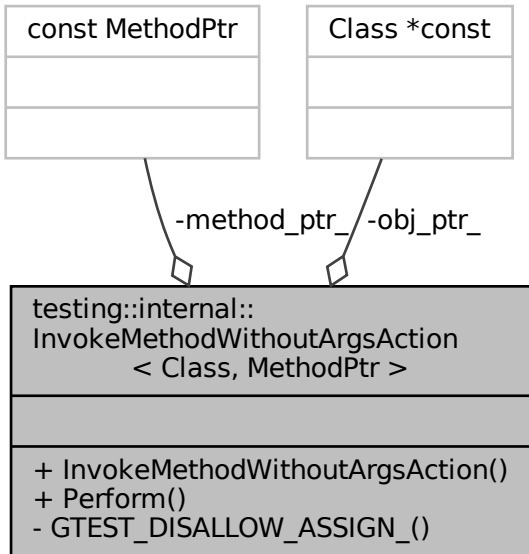 const MethodPtr
Class *const
-method_ptr_
-obj_ptr_
testing::internal::
InvokeMethodWithoutArgsAction
< Class, MethodPtr >
+ InvokeMethodWithoutArgsAction()
+ Perform()
- GTEST_DISALLOW_ASSIGN_()